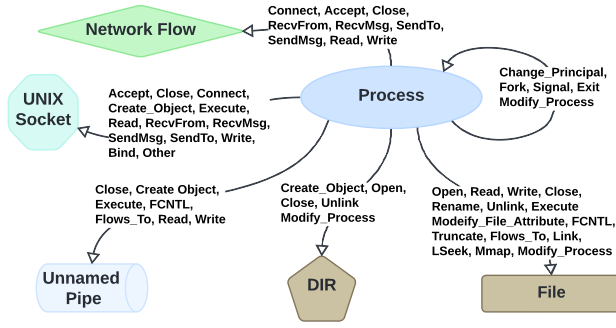 Connect, Accept, Close,
RecvFrom, RecvMsg, SendTo,
SendMsg, Read, Write
Network Flow
Change_Principal,
Fork, Signal, Exit
Modify_Process
Process
UNIX
Socket
Accept, Close, Connect,
Create_Object, Execute,
Read, RecvFrom, RecvMsg,
SendMsg, SendTo, Write,
Bind, Other
Close, Create Object,
Execute, FCNTL,
Flows_To, Read, Write
Create_Object, Open,
Close, Unlink
Modify_Process
Open, Read, Write, Close,
Rename, Unlink, Execute
Modeify_File_Attribute, FCNTL,
Truncate, Flows_To, Link,
LSeek, Mmap, Modify_Process
Unnamed
Pipe
DIR
File